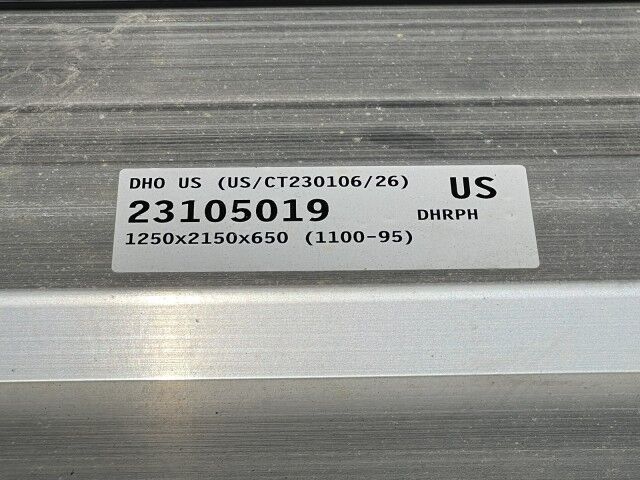 DHO US (US/CT230106/26) US
23105019 DHRPH
1250x2150x650 (1100-95)